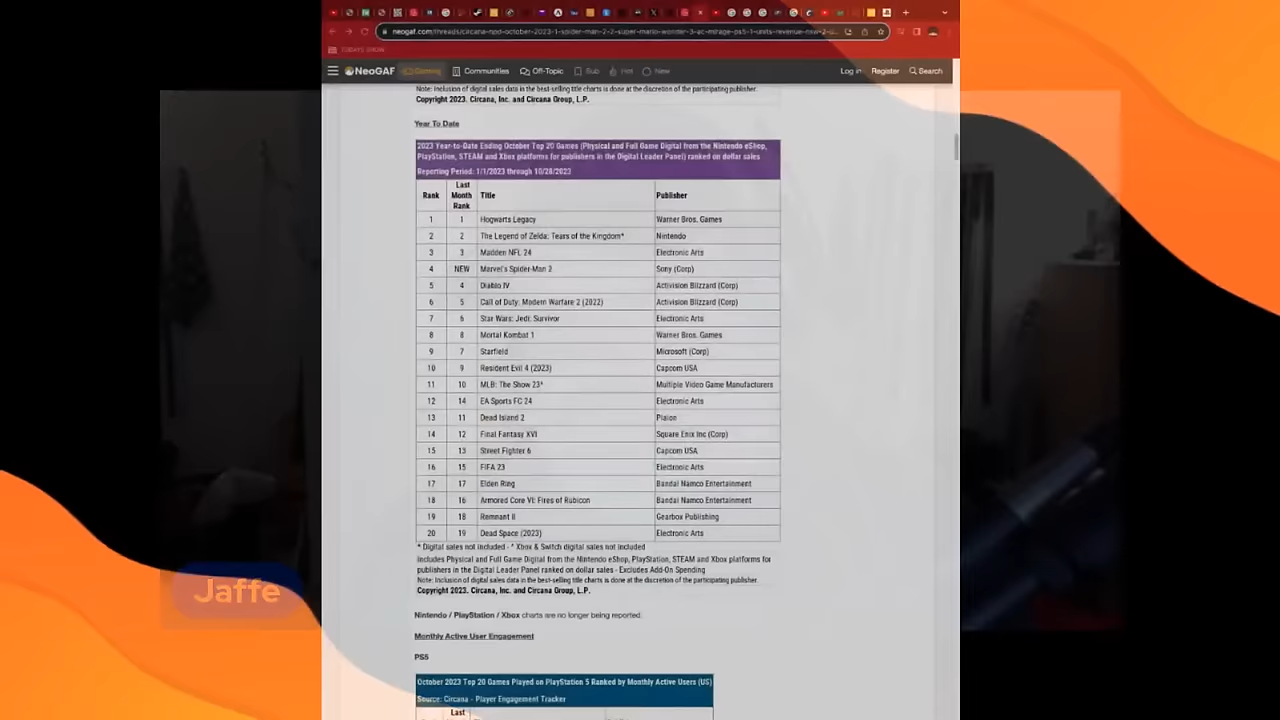 neogaf.com/threads/circana-npd-october-2023-1-spider-man-2-2-super-mario-wonder-3-ac-mirage-ps5-1-units-revenue-nsw-2-u...
TODAYS SHOW
NeoGAF Gaming Communities Off-Topic Sub Hot New Log in Register Search
Note: Inclusion of digital sales data in the best-selling title charts is done at the discretion of the participating publisher.
Copyright 2023. Circana, Inc. and Circana Group, L.P.
Year To Date
2023 Year-to-Date Ending October Top 20 Games (Physical and Full Game Digital from the Nintendo eShop,
PlayStation, STEAM and Xbox platforms for publishers in the Digital Leader Panel) ranked on dollar sales
Reporting Period: 1/1/2023 through 10/28/2023
Rank Last Month Rank Title Publisher
1 1 Hogwarts Legacy Warner Bros. Games
2 2 The Legend of Zelda: Tears of the Kingdom* Nintendo
3 3 Madden NFL 24 Electronic Arts
4 NEW Marvel's Spider-Man 2 Sony (Corp)
5 4 Diablo IV Activision Blizzard (Corp)
6 5 Call of Duty: Modern Warfare 2 (2022) Activision Blizzard (Corp)
7 6 Star Wars: Jedi: Survivor Electronic Arts
8 8 Mortal Kombat 1 Warner Bros. Games
9 7 Starfield Microsoft (Corp)
10 9 Resident Evil 4 (2023) Capcom USA
11 10 MLB: The Show 23^ Multiple Video Game Manufacturers
12 14 EA Sports FC 24 Electronic Arts
13 11 Dead Island 2 Plaion
14 12 Final Fantasy XVI Square Enix Inc (Corp)
15 13 Street Fighter 6 Capcom USA
16 15 FIFA 23 Electronic Arts
17 17 Elden Ring Bandai Namco Entertainment
18 16 Armored Core VI: Fires of Rubicon Bandai Namco Entertainment
19 18 Remnant II Gearbox Publishing
20 19 Dead Space (2023) Electronic Arts
* Digital sales not included - ^ Xbox & Switch digital sales not included
Includes Physical and Full Game Digital from the Nintendo eShop, PlayStation, STEAM and Xbox platforms for
publishers in the Digital Leader Panel ranked on dollar sales - Excludes Add-On Spending
Note: Inclusion of digital sales data in the best-selling title charts is done at the discretion of the participating publisher.
Copyright 2023. Circana, Inc. and Circana Group, L.P.
Jaffe
Nintendo / PlayStation / Xbox charts are no longer being reported.
Monthly Active User Engagement
PS5
October 2023 Top 20 Games Played on PlayStation 5 Ranked by Monthly Active Users (US)
Source: Circana - Player Engagement Tracker
Last